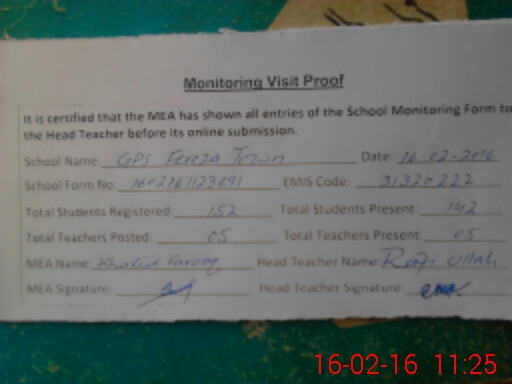 Monitoring Visit Proof
It is certified that the MEA has shown all entries of the School Monitoring Form to
the Head Teacher before its online submission.
School Name: GPS Feroza Town Date: 16-02-2016
School Form No: 1602161123691 EMIS Code: 31320222
Total Students Registered: 152 Total Students Present: 142
Total Teachers Posted: 05 Total Teachers Present: 05
MEA Name: Khalid Farooq Head Teacher Name: Rafi ullah
MEA Signature: Head Teacher Signature:
16-02-16 11:25